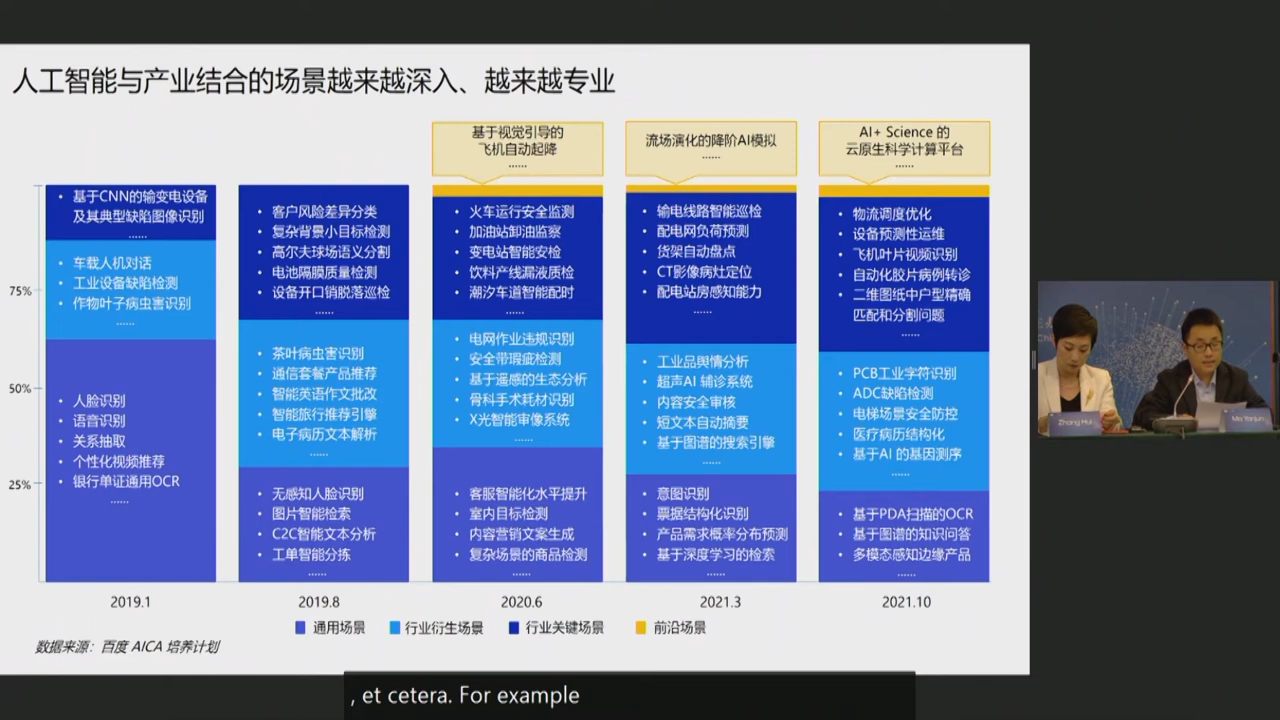 人工智能与产业结合的场景越来越深入、越来越专业
基于视觉引导的
飞机自动起降
……
流场演化的降阶AI模拟
……
AI+ Science 的
云原生科学计算平台
……
75%
50%
25%
• 基于CNN的输变电设备
及其典型缺陷图像识别
……
• 车载人机对话
• 工业设备缺陷检测
• 作物叶子病虫害识别
……
• 人脸识别
• 语音识别
• 关系抽取
• 个性化视频推荐
• 银行单证通用OCR
……
2019.1
• 客户风险差异分类
• 复杂背景小目标检测
• 高尔夫球场语义分割
• 电池隔膜质量检测
• 设备开口销脱落巡检
……
• 茶叶病虫害识别
• 通信套餐产品推荐
• 智能英语作文批改
• 智能旅行推荐引擎
• 电子病历文本解析
……
• 无感知人脸识别
• 图片智能检索
• C2C智能文本分析
• 工单智能分拣
……
2019.8
• 火车运行安全监测
• 加油站卸油监察
• 变电站智能安检
• 饮料产线漏液质检
• 潮汐车道智能配时
……
• 电网作业违规识别
• 安全带瑕疵检测
• 基于遥感的生态分析
• 骨科手术耗材识别
• X光智能审像系统
……
• 客服智能化水平提升
• 室内目标检测
• 内容营销文案生成
• 复杂场景的商品检测
……
2020.6
• 输电线路智能巡检
• 配电网负荷预测
• 货架自动盘点
• CT影像病灶定位
• 配电站房感知能力
……
• 工业品舆情分析
• 超声AI 辅诊系统
• 内容安全审核
• 短文本自动摘要
• 基于图谱的搜索引擎
……
• 意图识别
• 票据结构化识别
• 产品需求概率分布预测
• 基于深度学习的检索
……
2021.3
• 物流调度优化
• 设备预测性运维
• 飞机叶片视频识别
• 自动化胶片病例转诊
• 二维图纸中户型精确
匹配和分割问题
……
• PCB工业字符识别
• ADC缺陷检测
• 电梯场景安全防控
• 医疗病历结构化
• 基于AI 的基因测序
……
• 基于PDA扫描的OCR
• 基于图谱的知识问答
• 多模态感知边缘产品
……
2021.10
通用场景
行业衍生场景
行业关键场景
前沿场景
数据来源：百度 AICA 培养计划
Zhang Hui
Ma Yanjun
, et cetera. For example